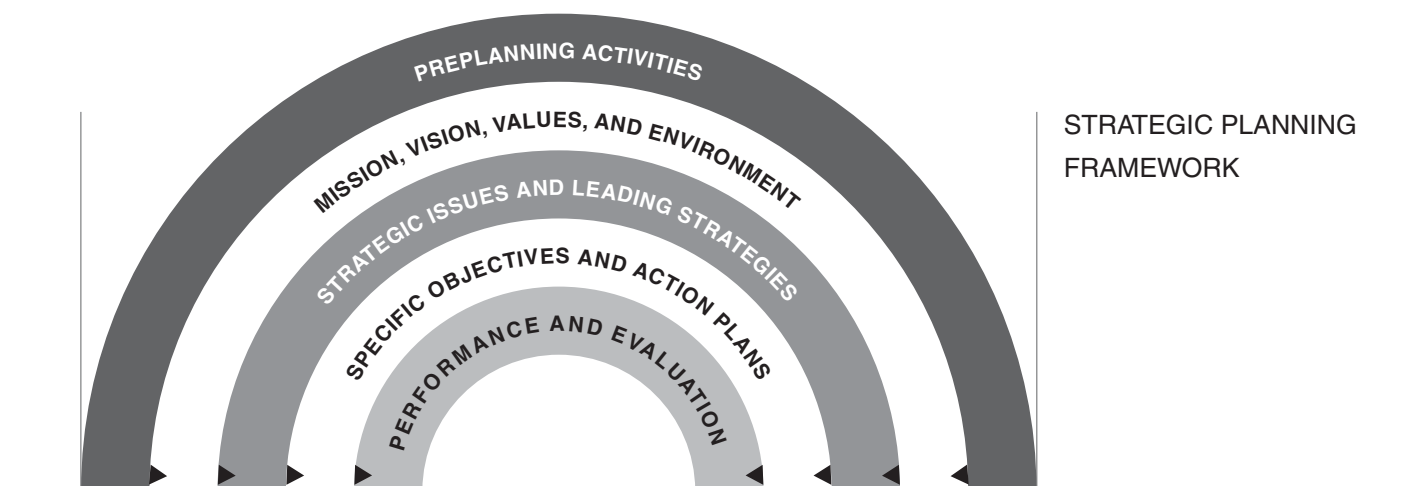 PREPLANNING ACTIVITIES
MISSION, VISION, VALUES, AND ENVIRONMENT
STRATEGIC ISSUES AND LEADING STRATEGIES
SPECIFIC OBJECTIVES AND ACTION PLANS
PERFORMANCE AND EVALUATION
STRATEGIC PLANNING
FRAMEWORK